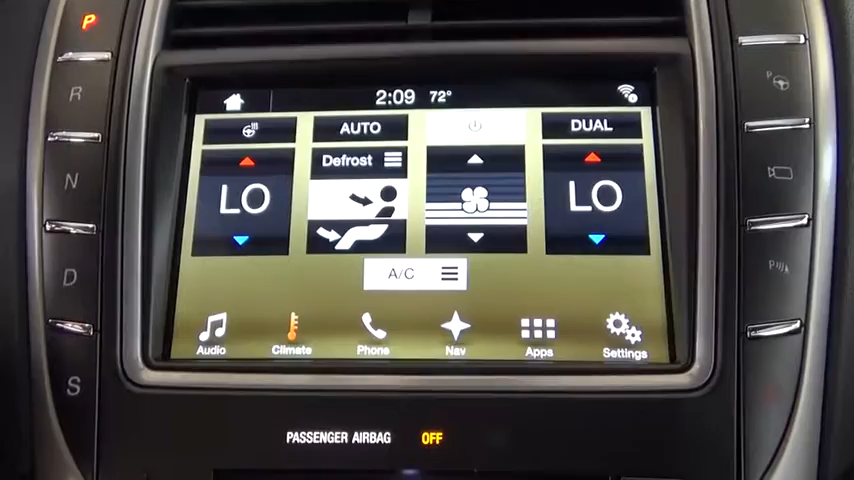 P
R
N
D
S
2:09 72°
AUTO
DUAL
Defrost
LO
LO
A/C
Audio
Climate
Phone
Nav
Apps
Settings
P
P
PASSENGER AIRBAG OFF